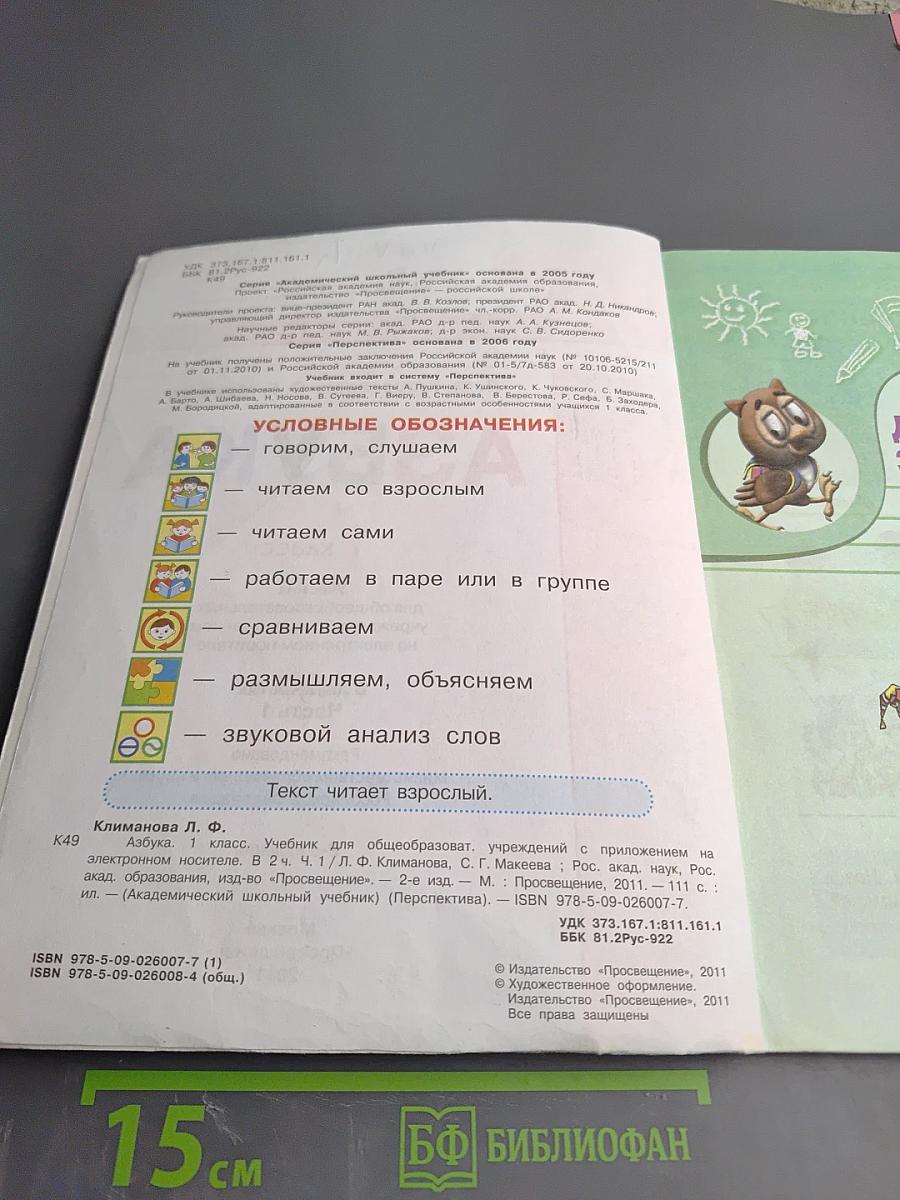 УДК 373.167.1:811.161.1
ББК 81.2Рус-922
К49
Серия «Академический школьный учебник» основана в 2005 году
Проект «Российская академия наук, Российская академия образования,
издательство «Просвещение» — российской школе»
Руководители проекта: вице-президент РАН акад. В. В. Козлов; президент РАО акад. Н. Д. Никандров;
управляющий директор издательства «Просвещение» чл.-корр. РАО А. М. Кондаков
Научные редакторы серии: акад. РАО д-р пед. наук А. А. Кузнецов;
акад. РАО д-р пед. наук М. В. Рыжаков; д-р экон. наук С. В. Сидоренко
Серия «Перспектива» основана в 2006 году
На учебник получены положительные заключения Российской академии наук (№ 10106-5215/211
от 01.11.2010) и Российской академии образования (№ 01-5/7д-583 от 20.10.2010)
Учебник входит в систему «Перспектива»
В учебнике использованы художественные тексты А. Пушкина, К. Ушинского, К. Чуковского, С. Маршака,
А. Барто, А. Шибаева, Н. Носова, В. Сутеева, Г. Виеру, В. Степанова, В. Берестова, Р. Сефа, Б. Заходера,
М. Бородицкой, адаптированные в соответствии с возрастными особенностями учащихся 1 класса.
УСЛОВНЫЕ ОБОЗНАЧЕНИЯ:
— говорим, слушаем
— читаем со взрослым
— читаем сами
— работаем в паре или в группе
— сравниваем
— размышляем, объясняем
— звуковой анализ слов
Текст читает взрослый.
Климанова Л. Ф.
К49 Азбука. 1 класс. Учебник для общеобразоват. учреждений с приложением на
электронном носителе. В 2 ч. Ч. 1 / Л. Ф. Климанова, С. Г. Макеева ; Рос. акад. наук, Рос.
акад. образования, изд-во «Просвещение». — 2-е изд. — М. : Просвещение, 2011. — 111 с. :
ил. — (Академический школьный учебник) (Перспектива). — ISBN 978-5-09-026007-7.
УДК 373.167.1:811.161.1
ББК 81.2Рус-922
ISBN 978-5-09-026007-7 (1)
ISBN 978-5-09-026008-4 (общ.)
© Издательство «Просвещение», 2011
© Художественное оформление.
Издательство «Просвещение», 2011
Все права защищены
15 см
БФ БИБЛИОФАН